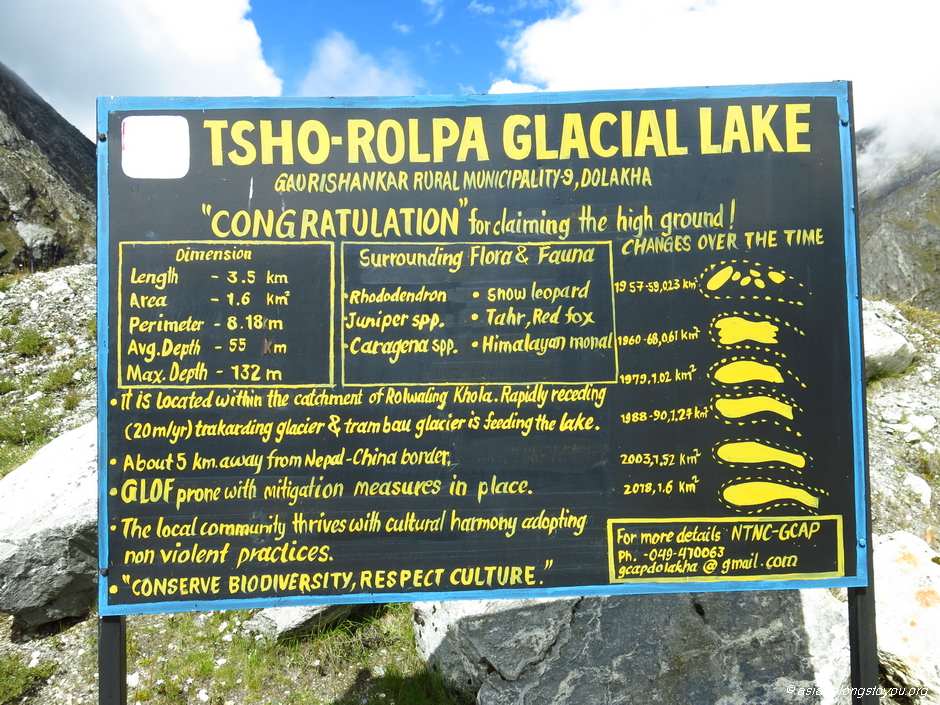 TSHO-ROLPA GLACIAL LAKE
GAURISHANKAR RURAL MUNICIPALITY-9, DOLAKHA
"CONGRATULATION" for claiming the high ground!
Dimension
Length - 3.5 km
Area - 1.6 km²
Perimeter - 8.18 m
Avg. Depth - 55 m
Max. Depth - 132 m
Surrounding Flora & Fauna
• Rhododendron • snow leopard
• Juniper spp. • Tahr, Red fox
• Caragena spp. • Himalayan monal
CHANGES OVER THE TIME
1957-59,0.23 km²
1960-68,0.61 km²
1979,1.02 km²
1988-90,1.27 km²
2003,1.52 km²
2018,1.6 km²
• it is located within the catchment of Rolwaling Khola. Rapidly receding
(20m/yr) trakarding glacier & trambau glacier is feeding the lake.
• About 5 km. away from Nepal-China border.
• GLOF prone with mitigation measures in place.
• The local community thrives with cultural harmony adopting
non violent practices.
• "CONSERVE BIODIVERSITY, RESPECT CULTURE."
For more details NTNC-GCAP
Ph. -049-470063
gcapdolakha@gmail.com